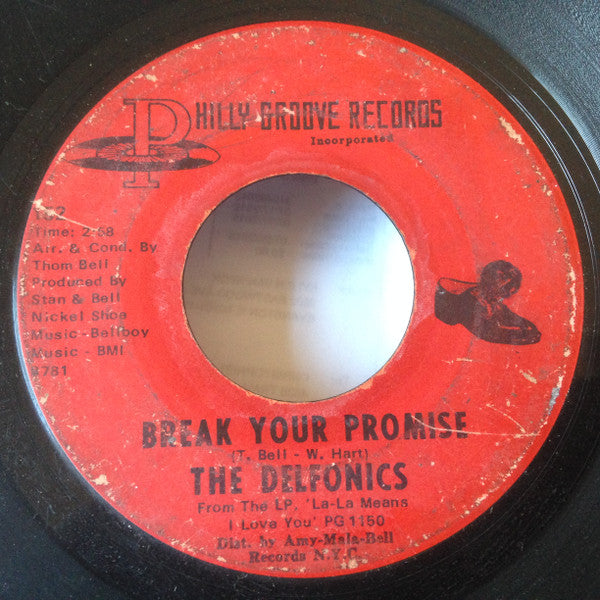 PHILLY GROOVE RECORDS
Incorporated
152
Time: 2:58
Arr. & Cond. By
Thom Bell
Produced By
Stan & Bell
Nickel Shoe
Music-Bellboy
Music - BMI
8781
BREAK YOUR PROMISE
(T. Bell - W. Hart)
THE DELFONICS
From The LP, 'La-La Means
I Love You' PG 1150
Dist. by Amy-Mala-Bell
Records N.Y.C.